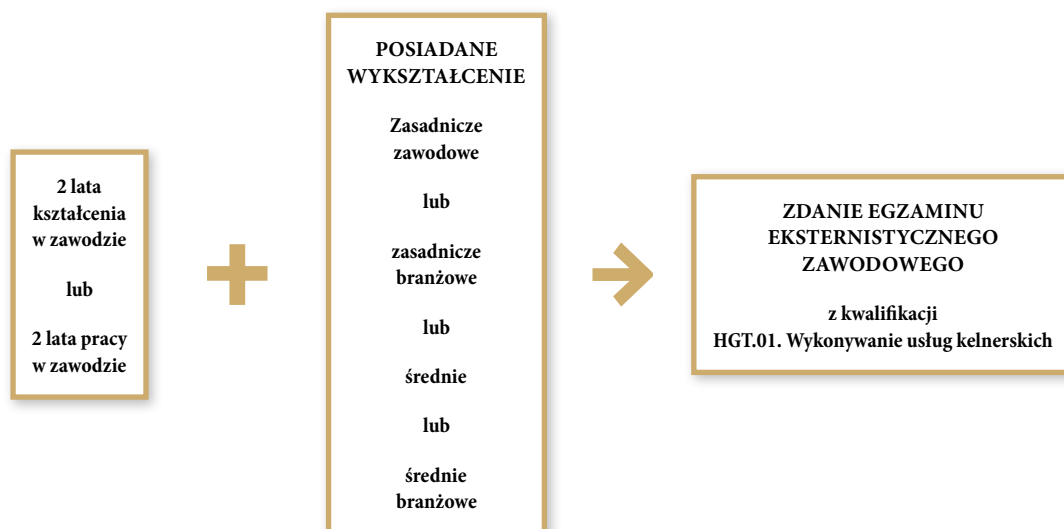 2 lata
kształcenia
w zawodzie
lub
2 lata pracy
w zawodzie
POSIADANE
WYKSZTAŁCENIE
Zasadnicze
zawodowe
lub
zasadnicze
branżowe
lub
średnie
lub
średnie
branżowe
ZDANIE EGZAMINU
EKSTERNISTYCZNEGO
ZAWODOWEGO
z kwalifikacji
HGT.01. Wykonywanie usług kelnerskich